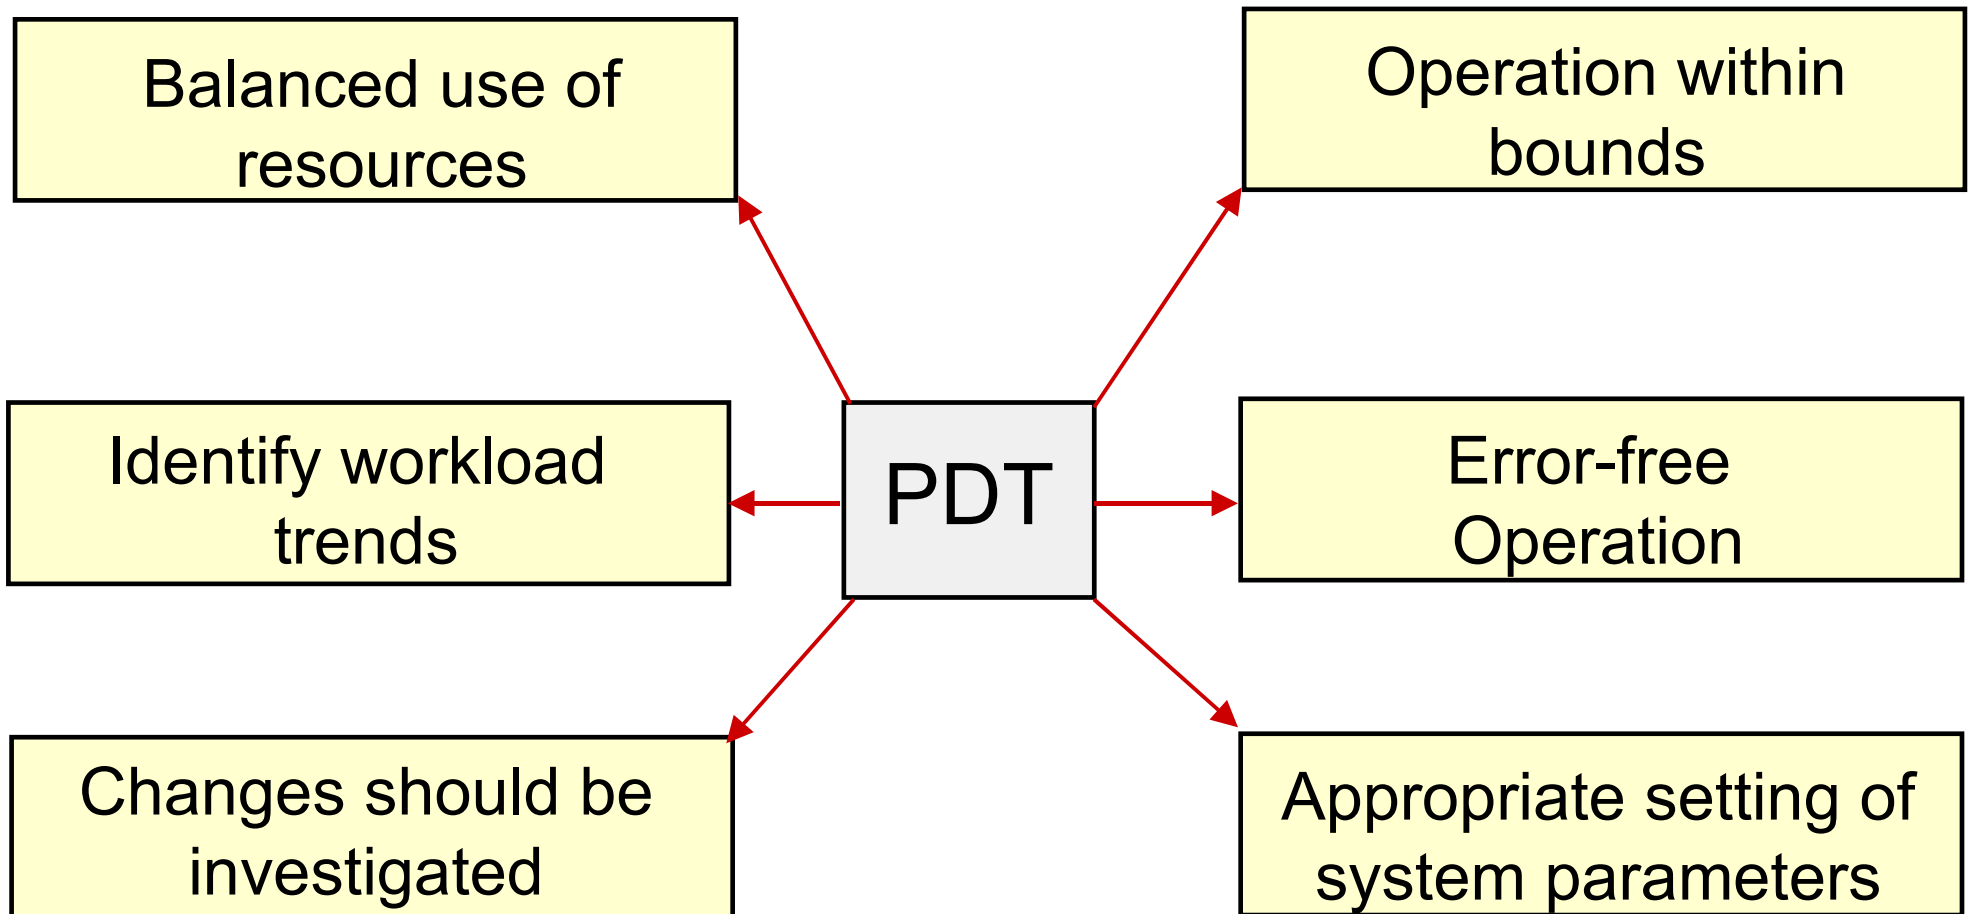 Balanced use of
resources
Operation within
bounds
Identify workload
trends
PDT
Error-free
Operation
Changes should be
investigated
Appropriate setting of
system parameters